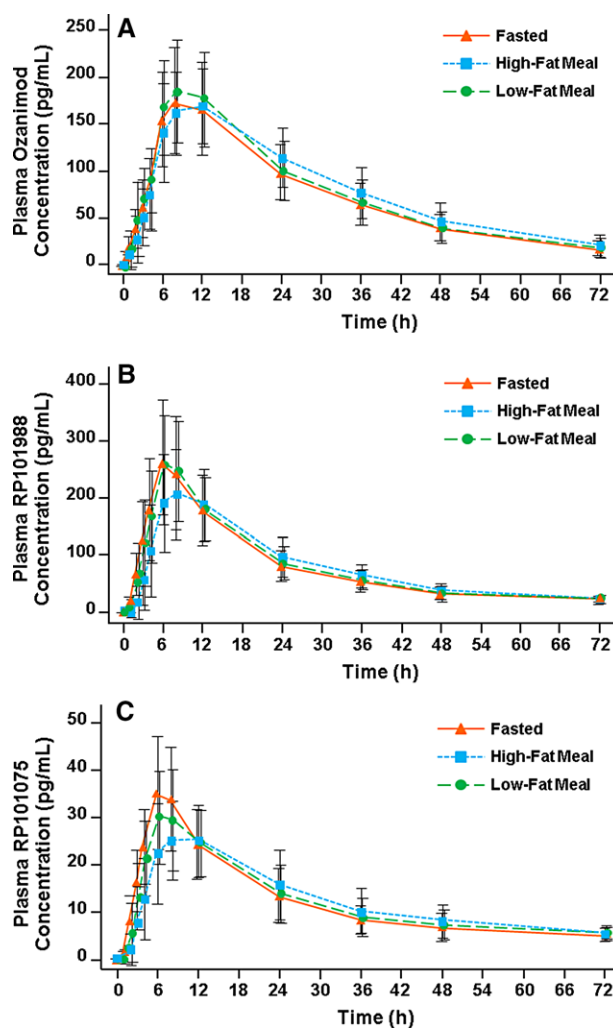 A
Fasted
High-Fat Meal
Low-Fat Meal
Plasma Ozanimod
Concentration (pg/mL)
250
200
150
100
50
0
0 6 12 18 24 30 36 42 48 54 60 66 72
Time (h)
B
Fasted
High-Fat Meal
Low-Fat Meal
Plasma RP101988
Concentration (pg/mL)
400
300
200
100
0
0 6 12 18 24 30 36 42 48 54 60 66 72
Time (h)
C
Fasted
High-Fat Meal
Low-Fat Meal
Plasma RP101075
Concentration (pg/mL)
50
40
30
20
10
0
0 6 12 18 24 30 36 42 48 54 60 66 72
Time (h)